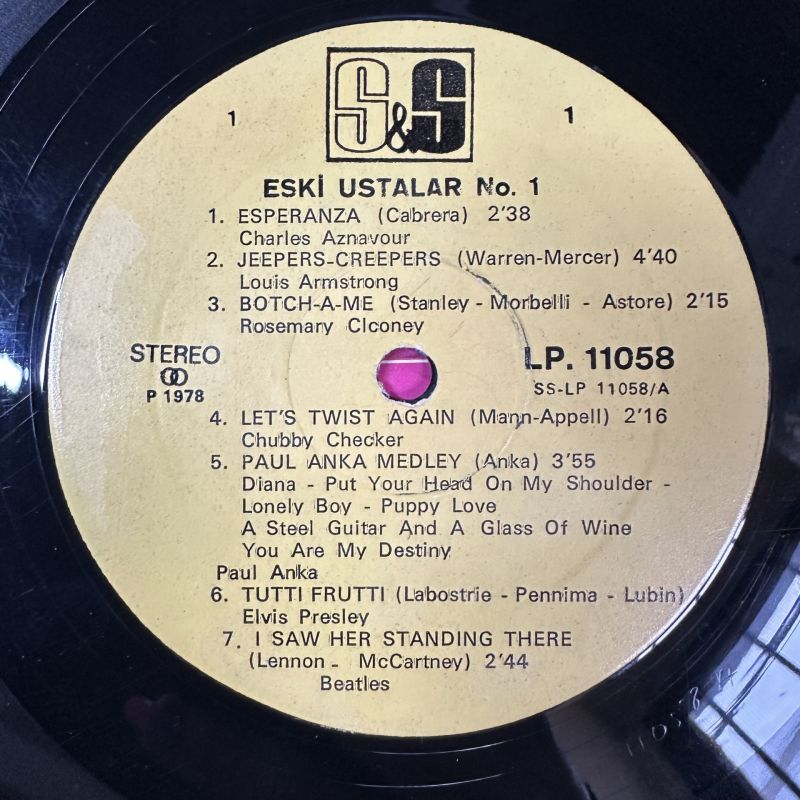 S&S
1 1
ESKİ USTALAR No. 1
1. ESPERANZA (Cabrera) 2'38
Charles Aznavour
2. JEEPERS-CREEPERS (Warren-Mercer) 4'40
Louis Armstrong
3. BOTCH-A-ME (Stanley - Morbelli - Astore) 2'15
Rosemary Clconey
STEREO
P 1978
LP. 11058
SS-LP 11058/A
4. LET'S TWIST AGAIN (Mann-Appell) 2'16
Chubby Checker
5. PAUL ANKA MEDLEY (Anka) 3'55
Diana - Put Your Head On My Shoulder -
Lonely Boy - Puppy Love
A Steel Guitar And A Glass Of Wine
You Are My Destiny
Paul Anka
6. TUTTI FRUTTI (Labostrie - Pennima - Lubin)
Elvis Presley
7. I SAW HER STANDING THERE
(Lennon - McCartney) 2'44
Beatles
11058 A